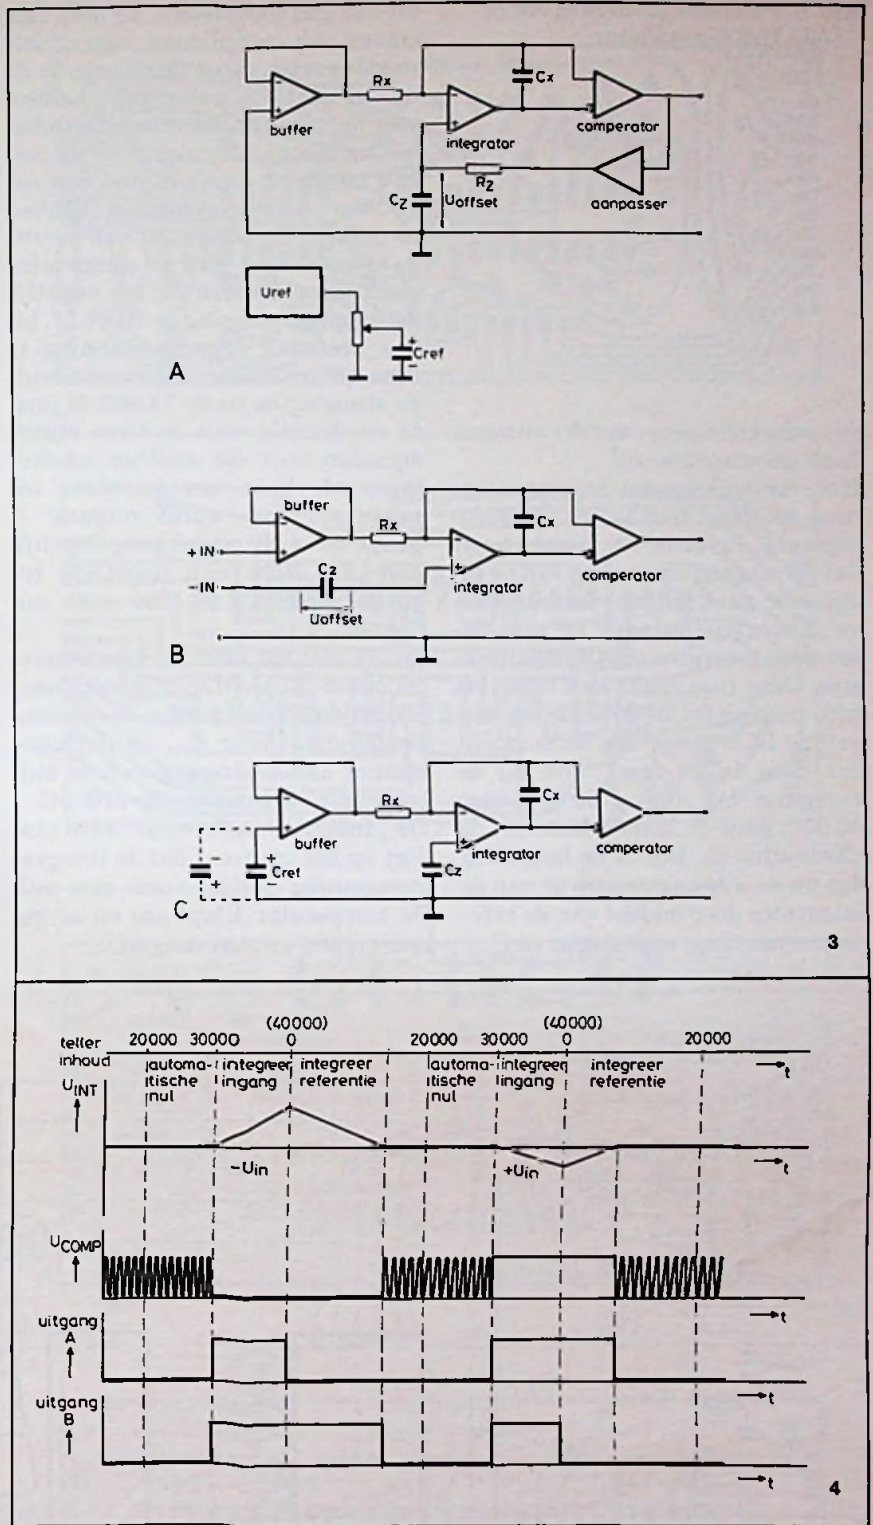 Rx
Cx
buffer
integrator
comperator
Rz
aanpasser
Cz
Uoffset
Uref
Cref
A
buffer
Rx
Cx
+ IN
- IN
Cz
integrator
comperator
Uoffset
B
Rx
Cx
buffer
integrator
comperator
Cref
Cz
C
3
(40000) (40000)
teller 20000 30000 0 20000 30000 0 20000
inhoud automa- integreer integreer automa- integreer integreer t
tische ingang referentie tische ingang referentie
nul nul
UINT
-Uin +Uin t
UCOMP
t
uitgang
A
t
uitgang
B
t
4